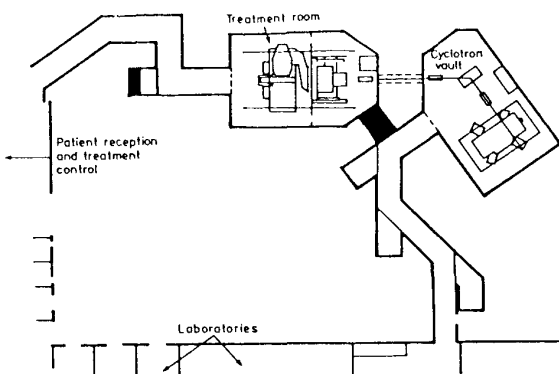 Treatment room
Cyclotron
vault
Patient reception
and treatment
control
Laboratories